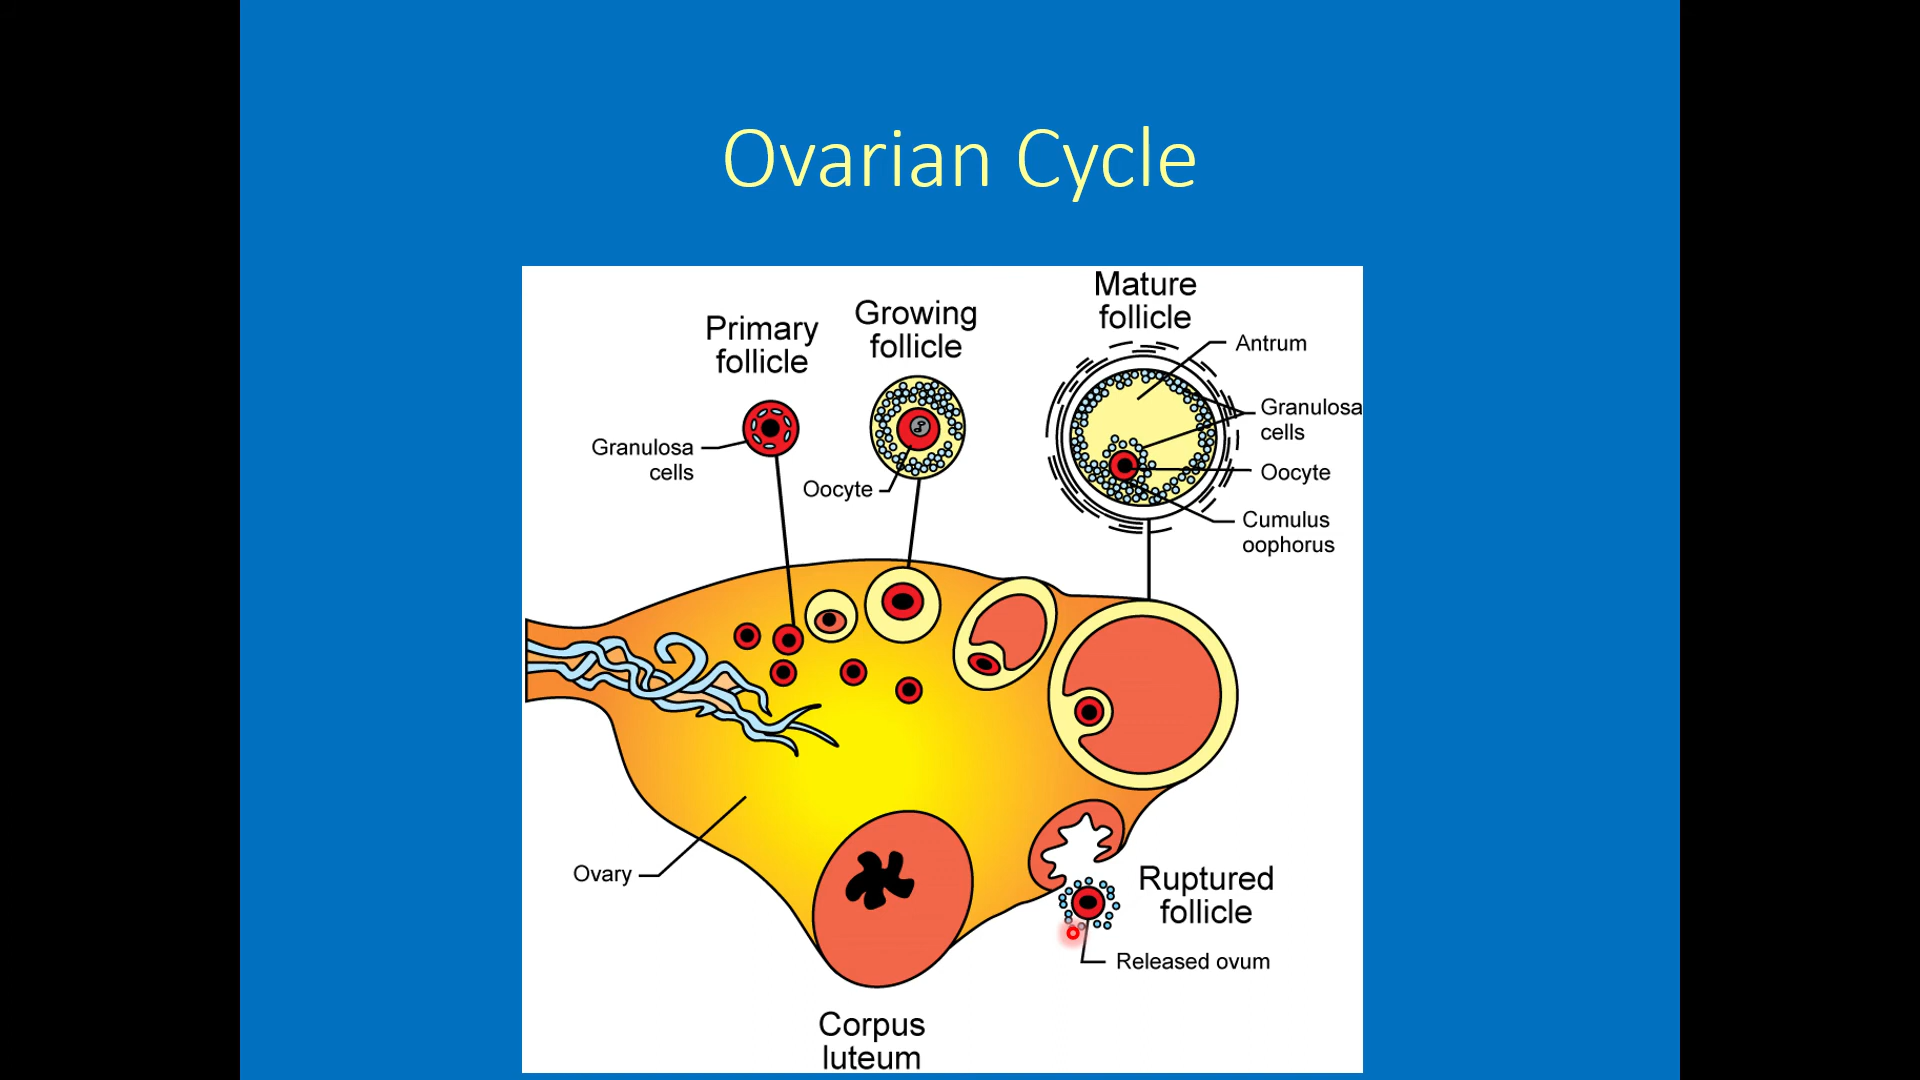 Ovarian Cycle
Mature
follicle
Growing
follicle
Primary
follicle
Antrum
Granulosa
cells
Granulosa
cells
Oocyte
Oocyte
Cumulus
oophorus
Ovary
Ruptured
follicle
Released ovum
Corpus
luteum